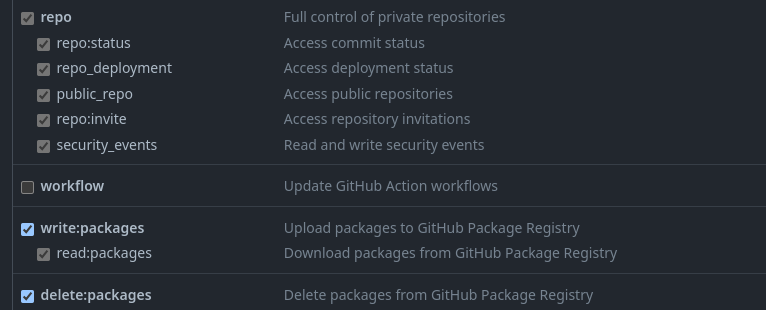 repo Full control of private repositories
repo:status Access commit status
repo_deployment Access deployment status
public_repo Access public repositories
repo:invite Access repository invitations
security_events Read and write security events
workflow Update GitHub Action workflows
write:packages Upload packages to GitHub Package Registry
read:packages Download packages from GitHub Package Registry
delete:packages Delete packages from GitHub Package Registry